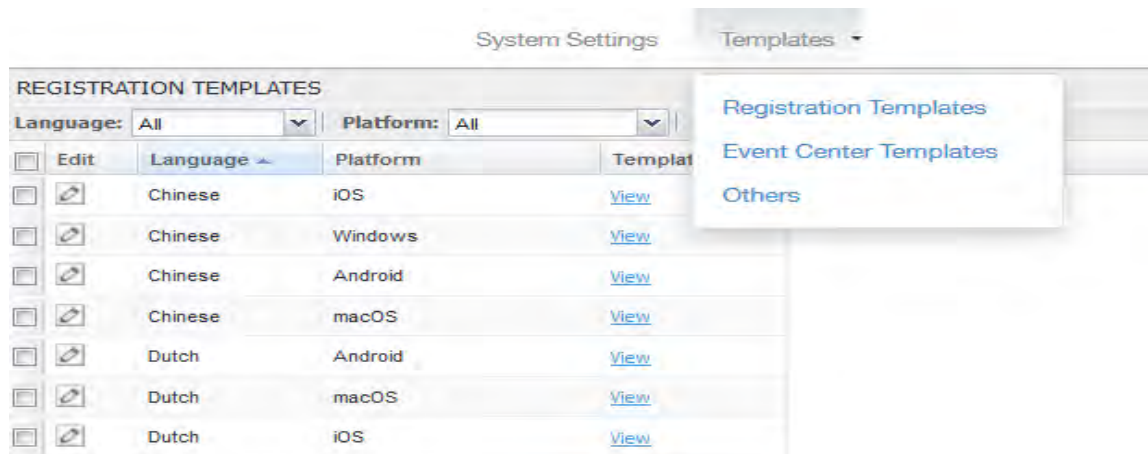 System Settings Templates
REGISTRATION TEMPLATES
Language: All Platform: All
Registration Templates
Event Center Templates
Others
Edit Language Platform Templat
Chinese iOS View
Chinese Windows View
Chinese Android View
Chinese macOS View
Dutch Android View
Dutch macOS View
Dutch iOS View